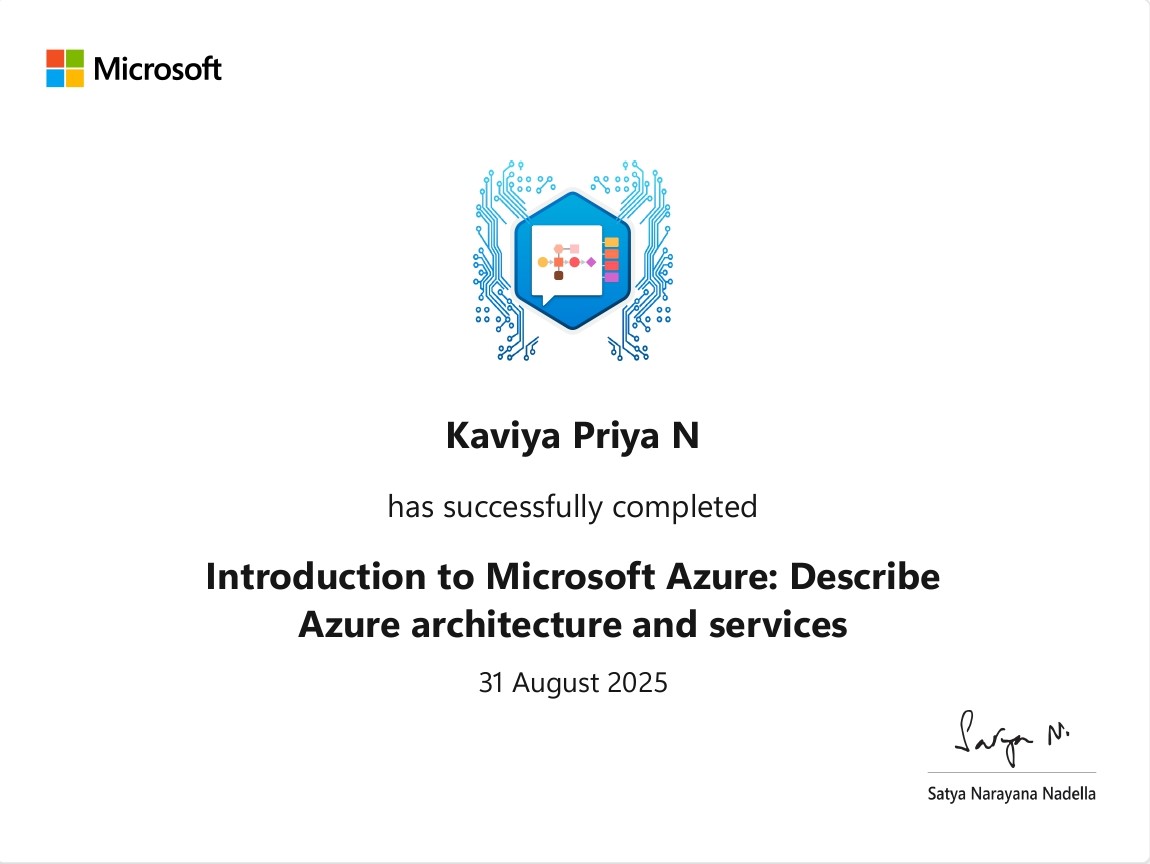 Microsoft
Kaviya Priya N
has successfully completed
Introduction to Microsoft Azure: Describe
Azure architecture and services
31 August 2025
Satya N.
Satya Narayana Nadella